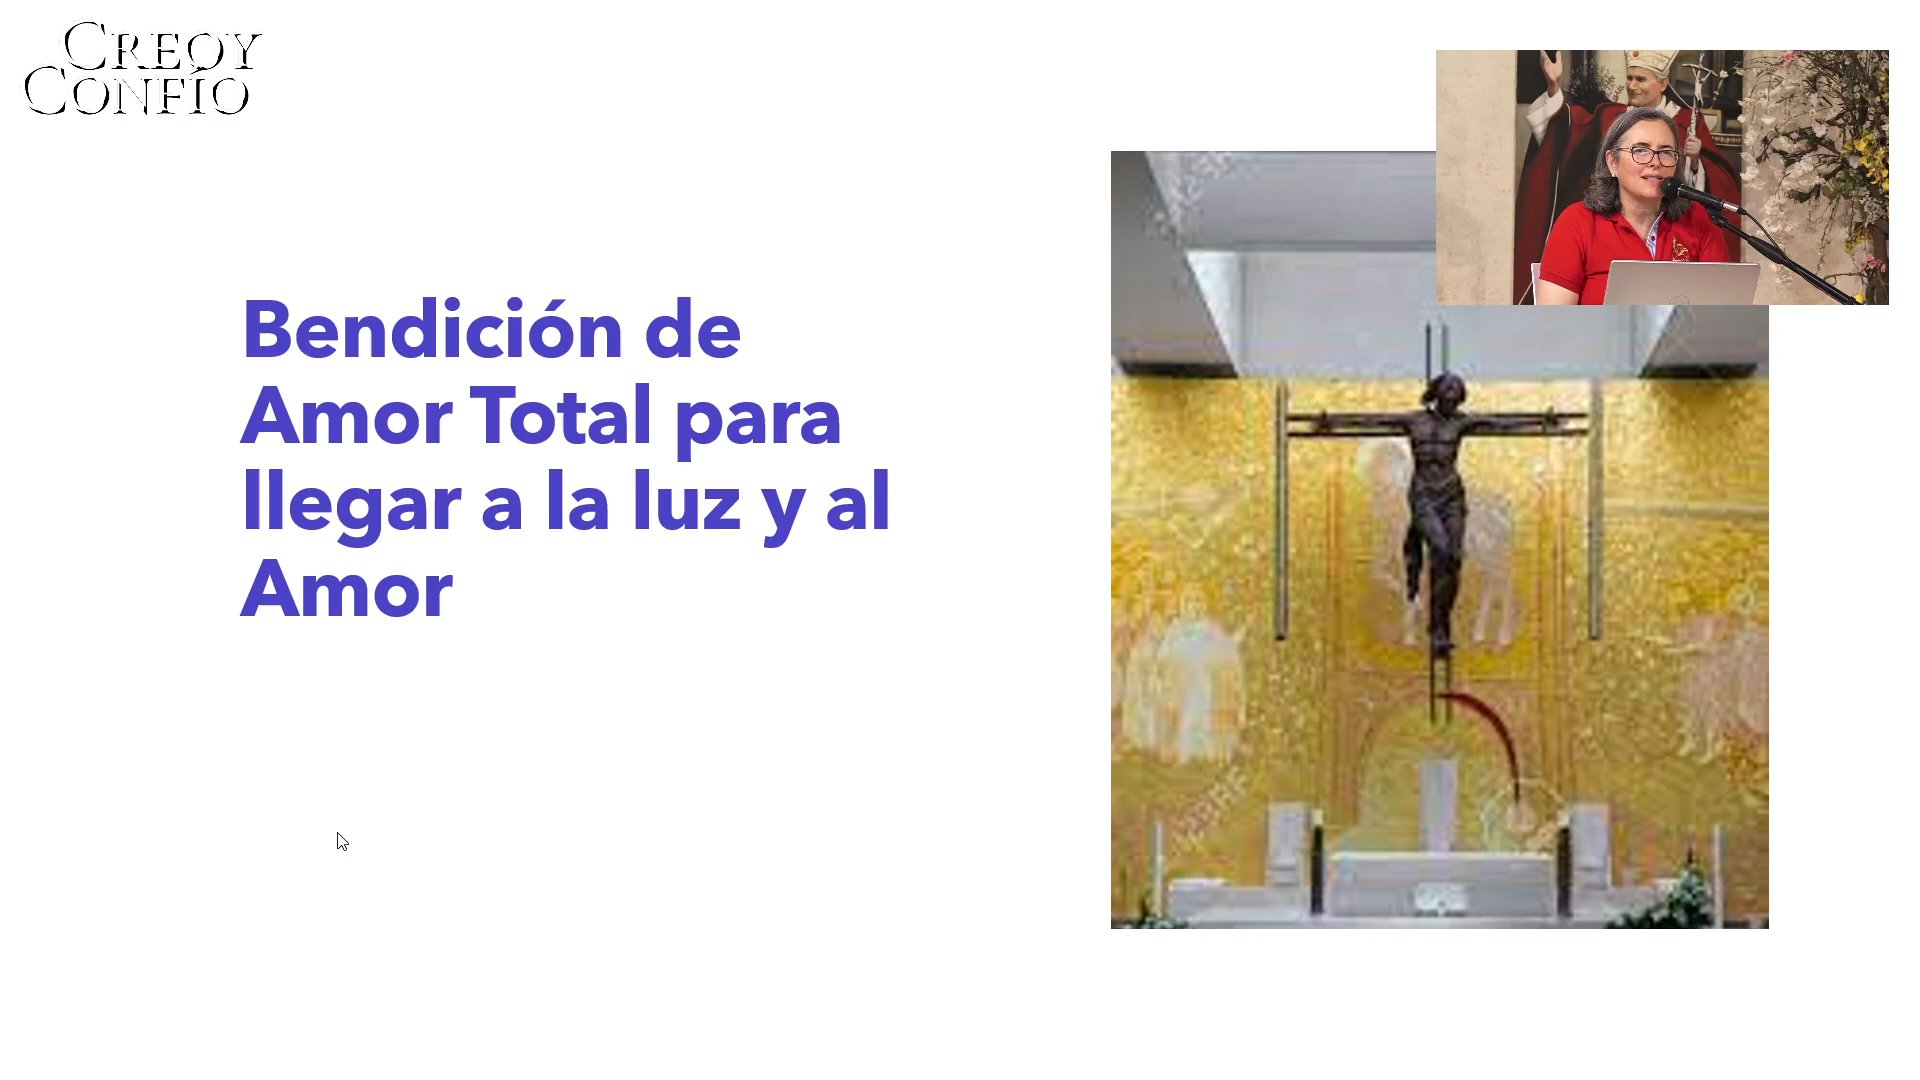 CREO Y
CONFÍO
Bendición de
Amor Total para
llegar a la luz y al
Amor